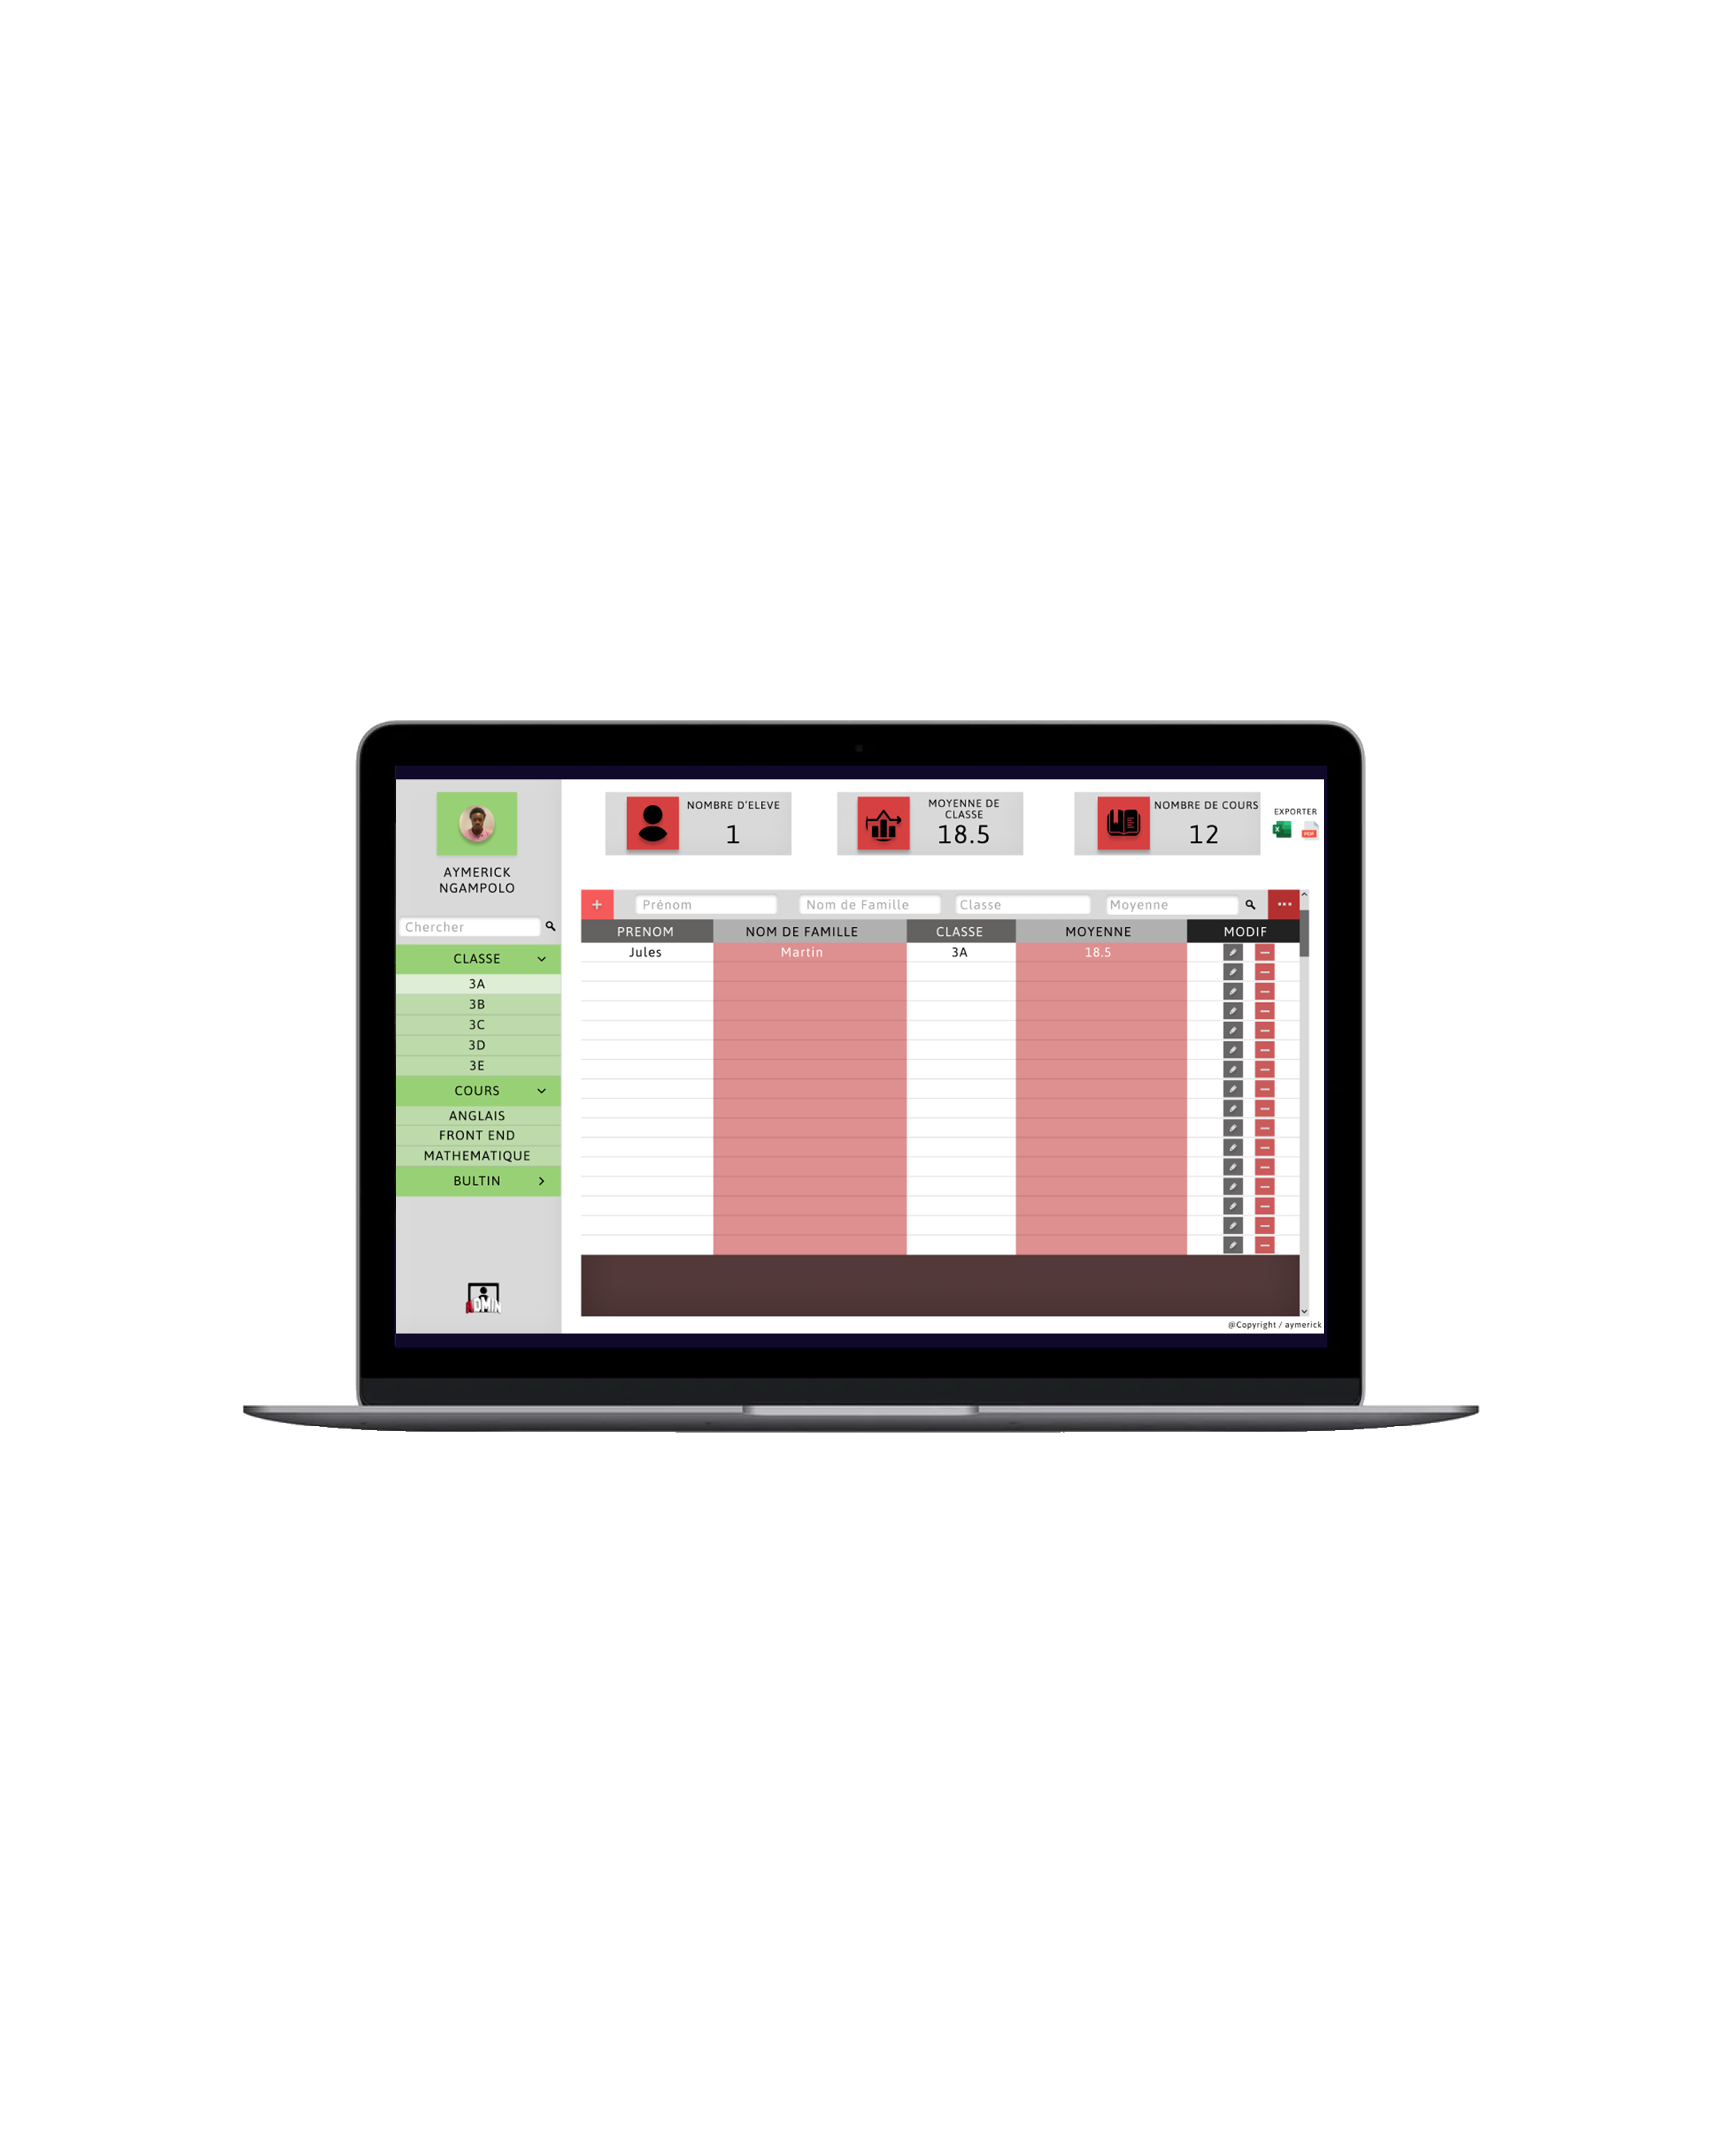 AYMERICK
NGAMPOLO
Chercher
CLASSE
3A
3B
3C
3D
3E
COURS
ANGLAIS
FRONT END
MATHEMATIQUE
BULTIN
ADMIN
NOMBRE D'ELEVE
1
MOYENNE DE
CLASSE
18.5
NOMBRE DE COURS
12
EXPORTER
X
PDF
+ Prénom Nom de Famille Classe Moyenne ...
PRENOM NOM DE FAMILLE CLASSE MOYENNE MODIF
Jules Martin 3A 18.5
@Copyright / aymerick